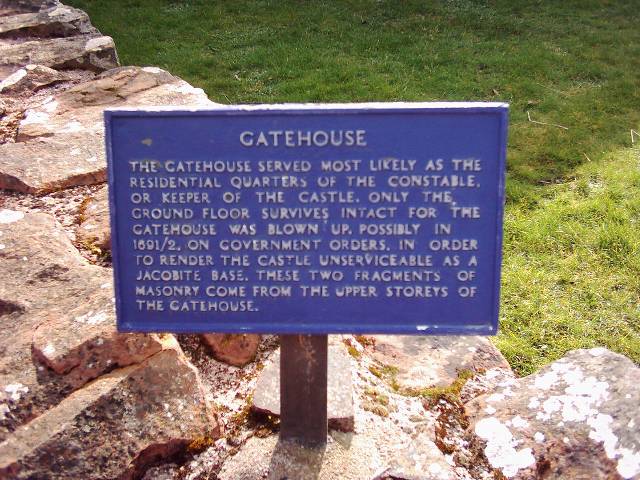 GATEHOUSE
THE GATEHOUSE SERVED MOST LIKELY AS THE
RESIDENTIAL QUARTERS OF THE CONSTABLE,
OR KEEPER OF THE CASTLE. ONLY THE
GROUND FLOOR SURVIVES INTACT FOR THE
GATEHOUSE WAS BLOWN UP, POSSIBLY IN
1691/2, ON GOVERNMENT ORDERS, IN ORDER
TO RENDER THE CASTLE UNSERVICEABLE AS A
JACOBITE BASE. THESE TWO FRAGMENTS OF
MASONRY COME FROM THE UPPER STOREYS OF
THE GATEHOUSE.